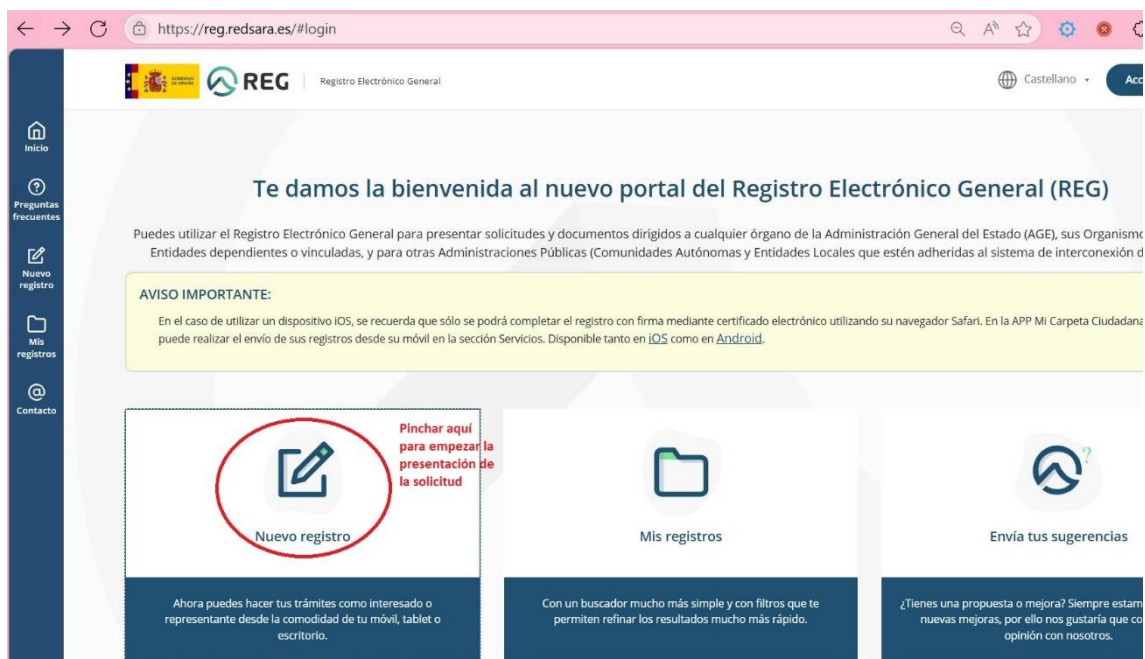 https://reg.redsara.es/#login
GOBIERNO
DE ESPAÑA
REG
Registro Electrónico General
Castellano
Inicio
Preguntas
frecuentes
Nuevo
registro
Mis
registros
Contacto
Te damos la bienvenida al nuevo portal del Registro Electrónico General (REG)
Puedes utilizar el Registro Electrónico General para presentar solicitudes y documentos dirigidos a cualquier órgano de la Administración General del Estado (AGE), sus Organismo
Entidades dependientes o vinculadas, y para otras Administraciones Públicas (Comunidades Autónomas y Entidades Locales que estén adheridas al sistema de interconexión d
AVISO IMPORTANTE:
En el caso de utilizar un dispositivo iOS, se recuerda que sólo se podrá completar el registro con firma mediante certificado electrónico utilizando su navegador Safari. En la APP Mi Carpeta Ciudadana
puede realizar el envío de sus registros desde su móvil en la sección Servicios. Disponible tanto en iOS como en Android.
Pinchar aquí
para empezar la
presentación de
la solicitud
Nuevo registro
Mis registros
Envía tus sugerencias
Ahora puedes hacer tus trámites como interesado o
representante desde la comodidad de tu móvil, tablet o
escritorio.
Con un buscador mucho más simple y con filtros que te
permiten refinar los resultados mucho más rápido.
¿Tienes una propuesta o mejora? Siempre estam
nuevas mejoras, por ello nos gustaría que co
opinión con nosotros.